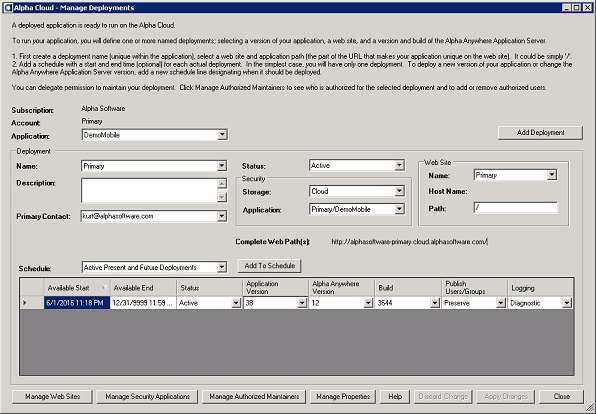 Alpha Cloud - Manage Deployments
A deployed application is ready to run on the Alpha Cloud.
To run your application, you will define one or more named deployments; selecting a version of your application, a web site, and a version and build of the Alpha Anywhere Application Server.
1. First create a deployment name (unique within the application), select a web site and application path (the part of the URL that makes your application unique on the web site). It could be simply '/'.
2. Add a schedule with a start and end time (optional) for each actual deployment. In the simplest case, you will have only one deployment. To deploy a new version of your application or change the
Alpha Anywhere Application Server version, add a new schedule line designating when it should be deployed.
You can delegate permission to maintain your deployment. Click Manage Authorized Maintainers to see who is authorized for the selected deployment and to add or remove authorized users.
Subscription: Alpha Software
Account: Primary
Application: DemoMobile
Add Deployment
Deployment
Name: Primary
Description:
Primary Contact: kurt@alphasoftware.com
Status: Active
Security
Storage: Cloud
Application: Primary/DemoMobile
Web Site
Name: Primary
Host Name:
Path: /
Complete Web Path(s): http://alphasoftware-primary.cloud.alphasoftware.com/
Schedule: Active Present and Future Deployments
Add To Schedule
Available Start Available End Status Application Version Alpha Anywhere Version Build Publish Users/Groups Logging
6/1/2016 11:18 PM 12/31/9999 11:59 ... Active 38 12 3644 Preserve Diagnostic
Manage Web Sites Manage Security Applications Manage Authorized Maintainers Manage Properties Help Discard Change Apply Changes Close